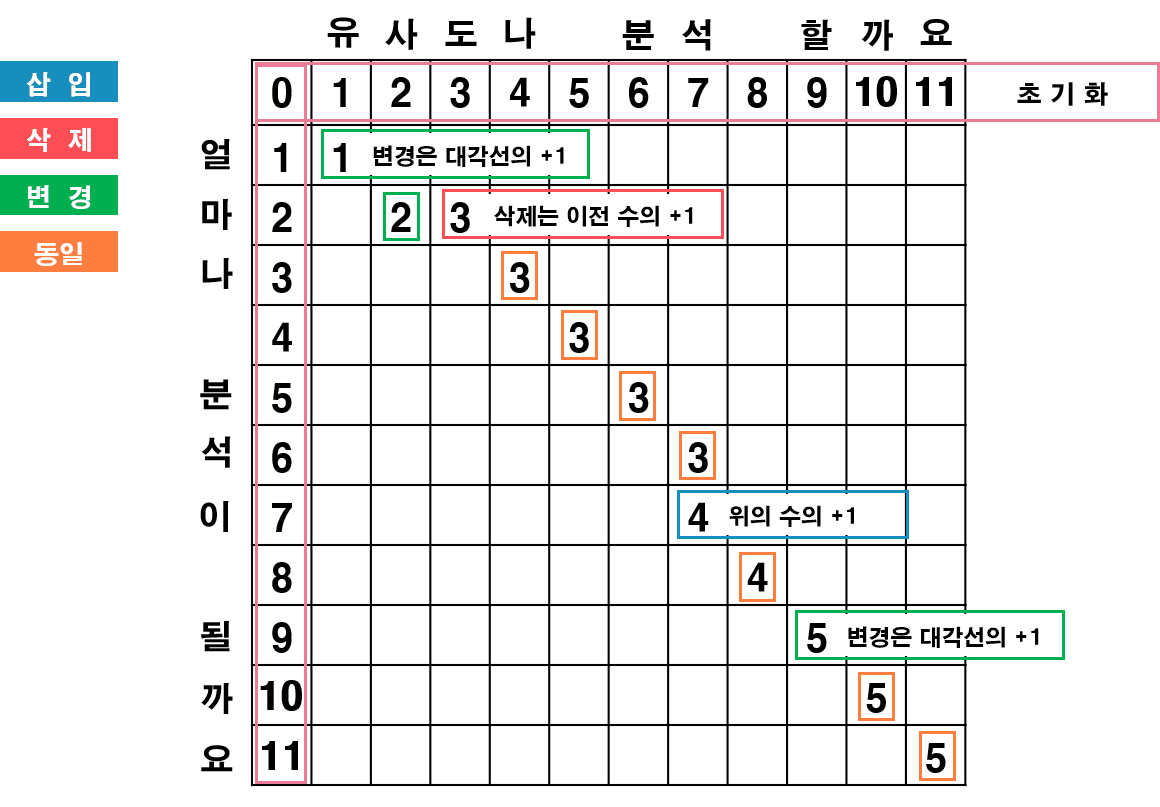 유 사 도 나 분 석 할 까 요
삽 입
0 1 2 3 4 5 6 7 8 9 10 11 초 기 화
삭 제
얼 1 1 변경은 대각선의 +1
변 경
마 2 2 3 삭제는 이전 수의 +1
동일
나 3 3
4 3
분 5 3
석 6 3
이 7 4 위의 수의 +1
8 4
될 9 5 변경은 대각선의 +1
까 10 5
요 11 5